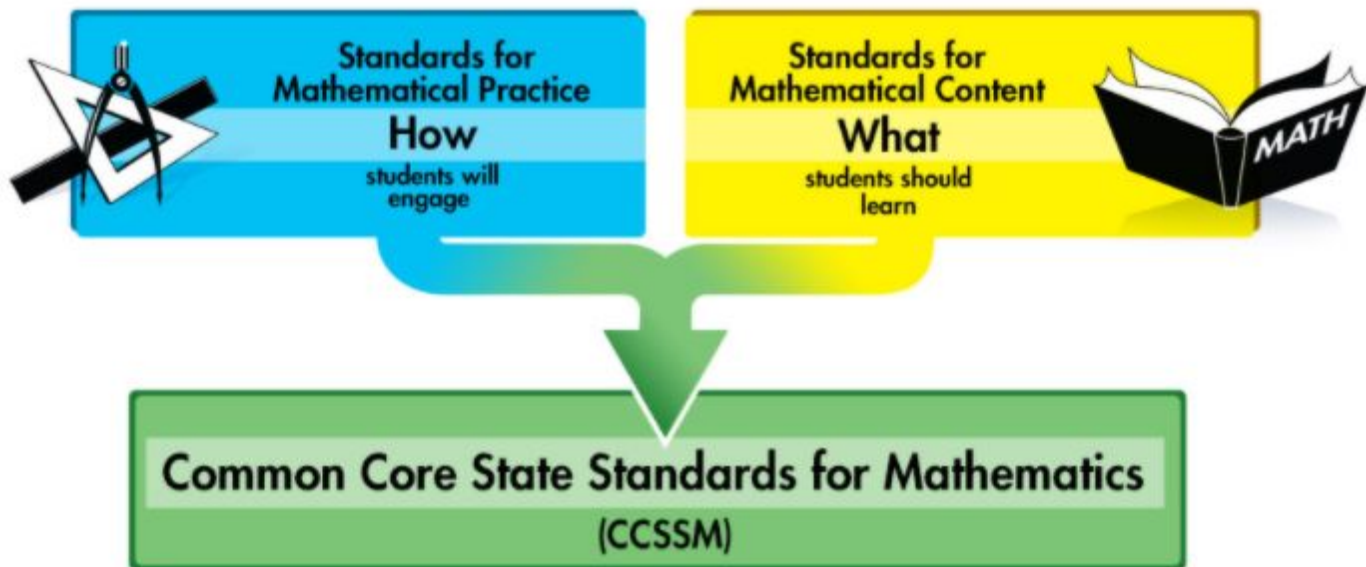 Standards for
Mathematical Practice
How
students will
engage
Standards for
Mathematical Content
What
students should
learn
MATH
Common Core State Standards for Mathematics
(CCSSM)